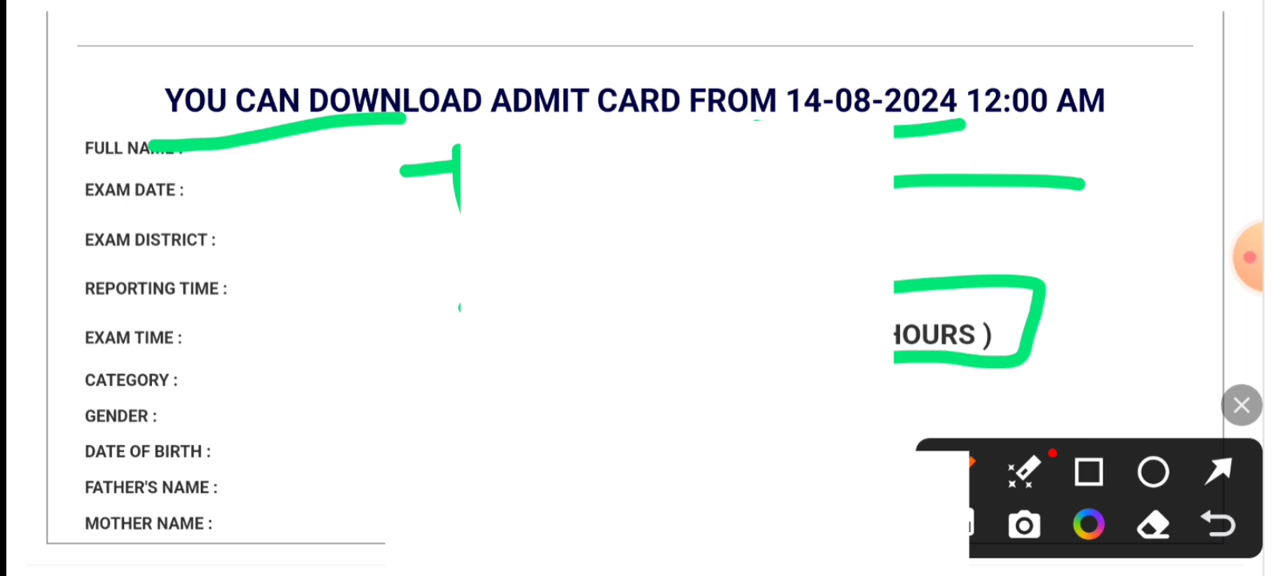 YOU CAN DOWNLOAD ADMIT CARD FROM 14-08-2024 12:00 AM
FULL
EXAM DATE :
EXAM DISTRICT :
REPORTING TIME :
EXAM TIME :
CATEGORY :
GENDER :
DATE OF BIRTH :
FATHER'S NAME :
MOTHER NAME :